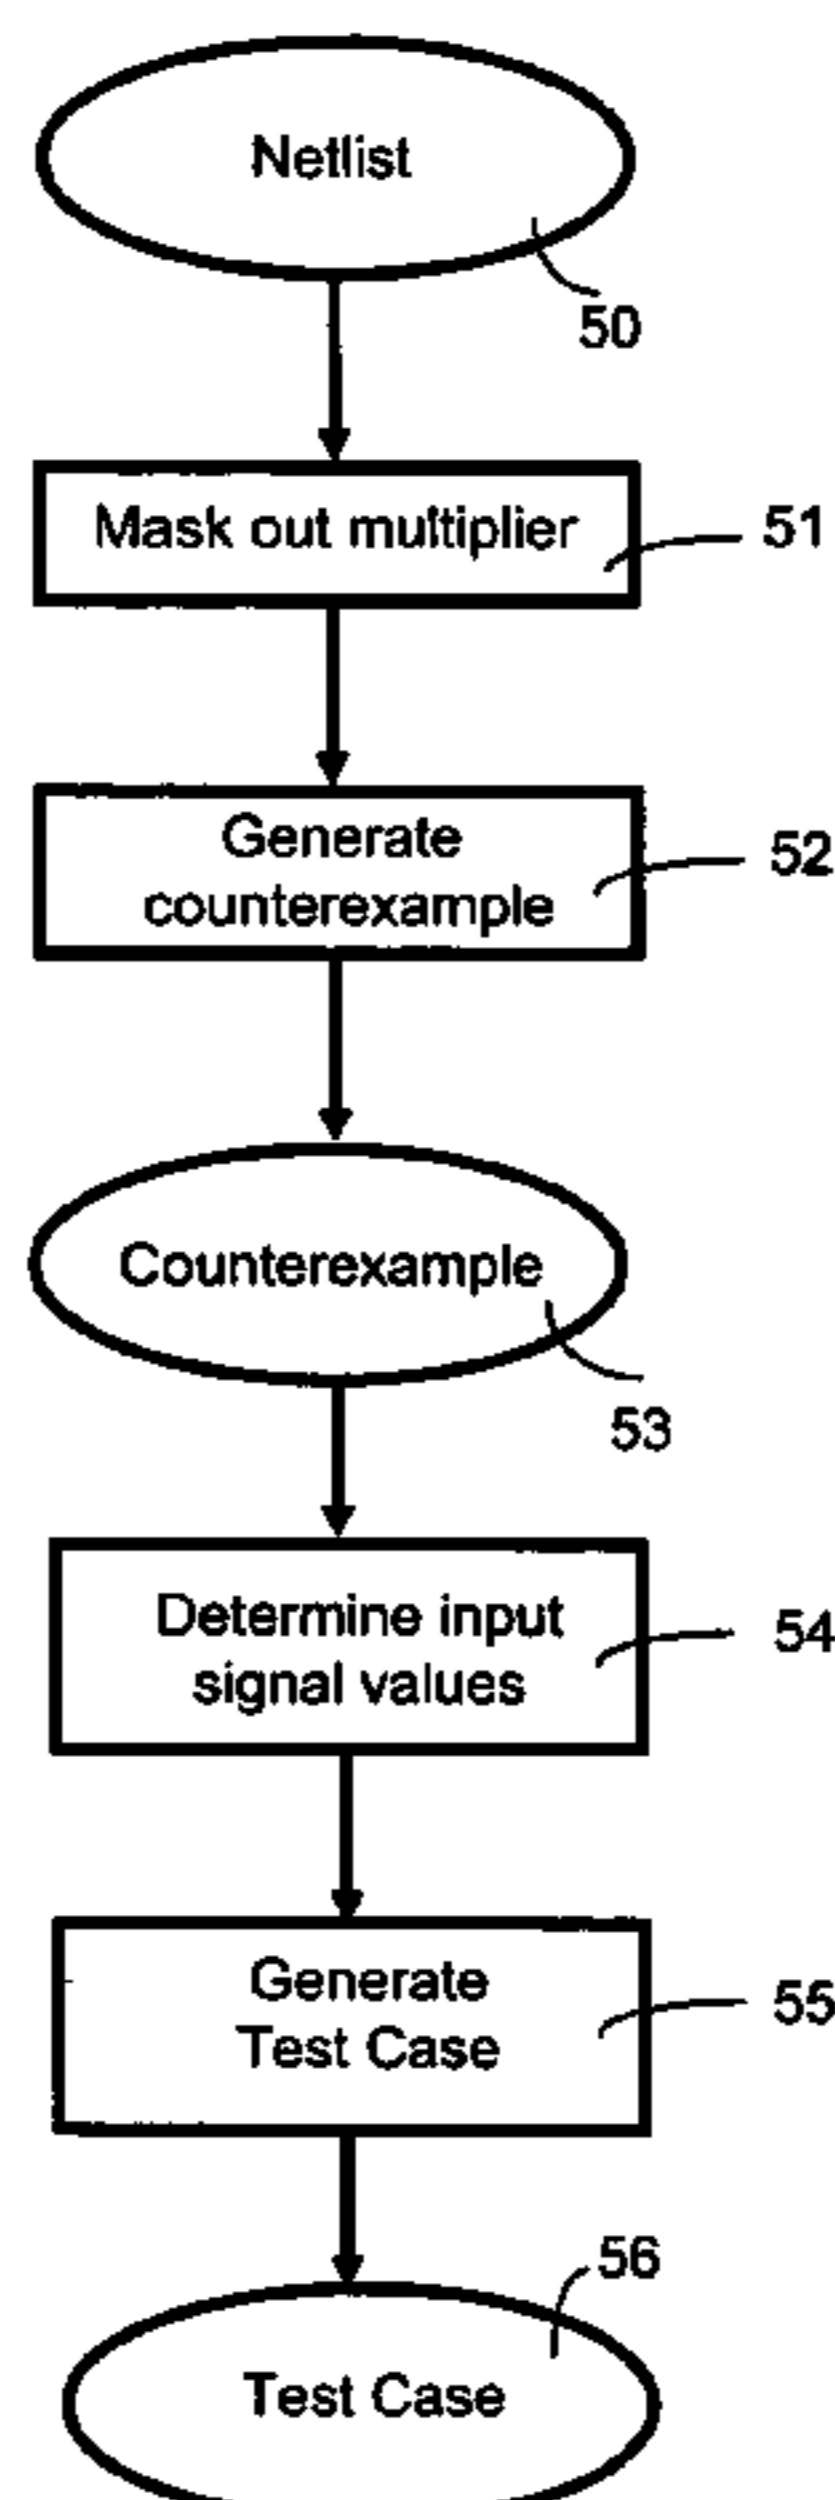 Netlist
50
Mask out multiplier
51
Generate
counterexample
52
Counterexample
53
Determine input
signal values
54
Generate
Test Case
55
56
Test Case